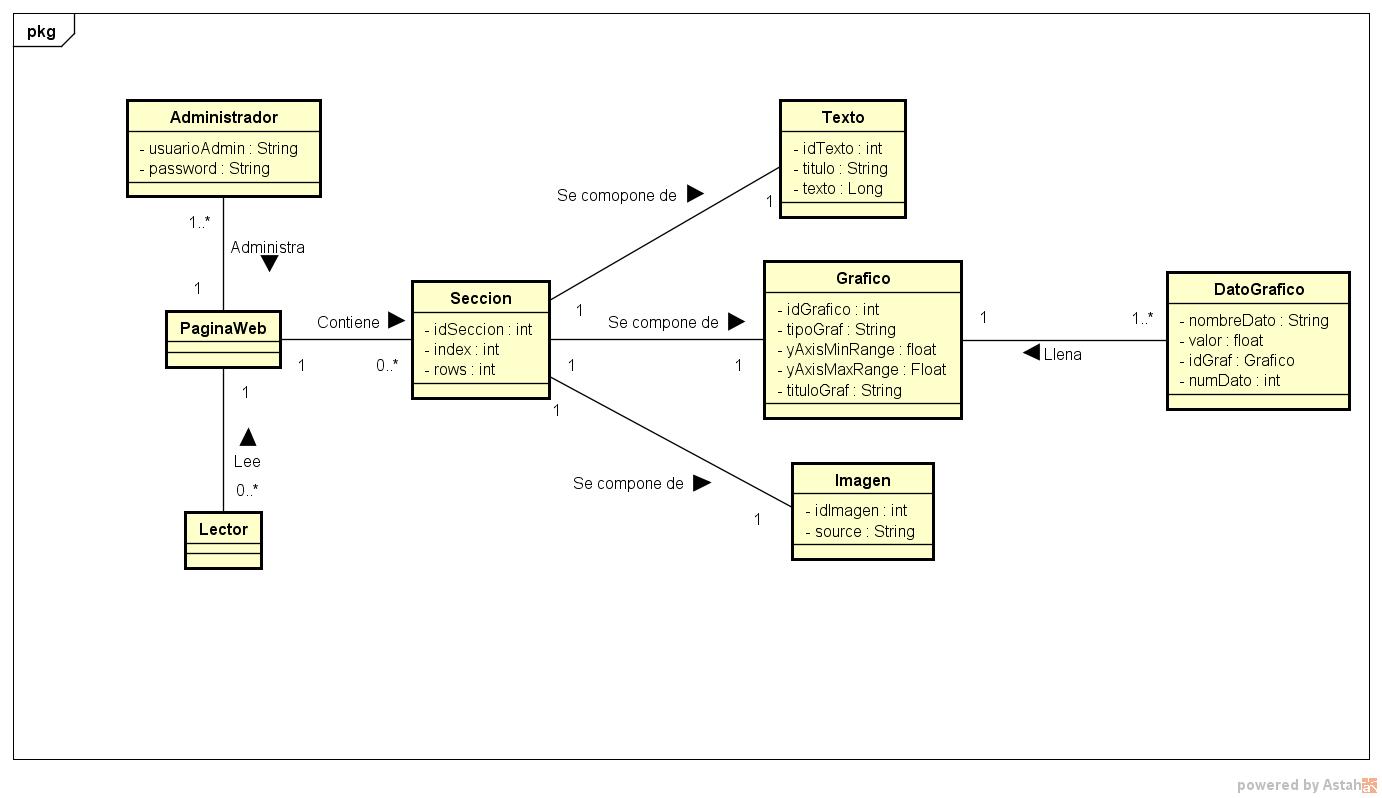 pkg
Administrador
- usuarioAdmin : String
- password : String
1..*
Administra
1
PaginaWeb
Contiene
1
0..*
1
Lee
0..*
Lector
Seccion
- idSeccion : int
- index : int
- rows : int
Se comopone de
1
1
Texto
- idTexto : int
- titulo : String
- texto : Long
Se compone de
1
1
Grafico
- idGrafico : int
- tipoGraf : String
- yAxisMinRange : float
- yAxisMaxRange : Float
- tituloGraf : String
1
1..*
Llena
DatoGrafico
- nombreDato : String
- valor : float
- idGraf : Grafico
- numDato : int
1
Se compone de
1
Imagen
- idImagen : int
- source : String
powered by Astah